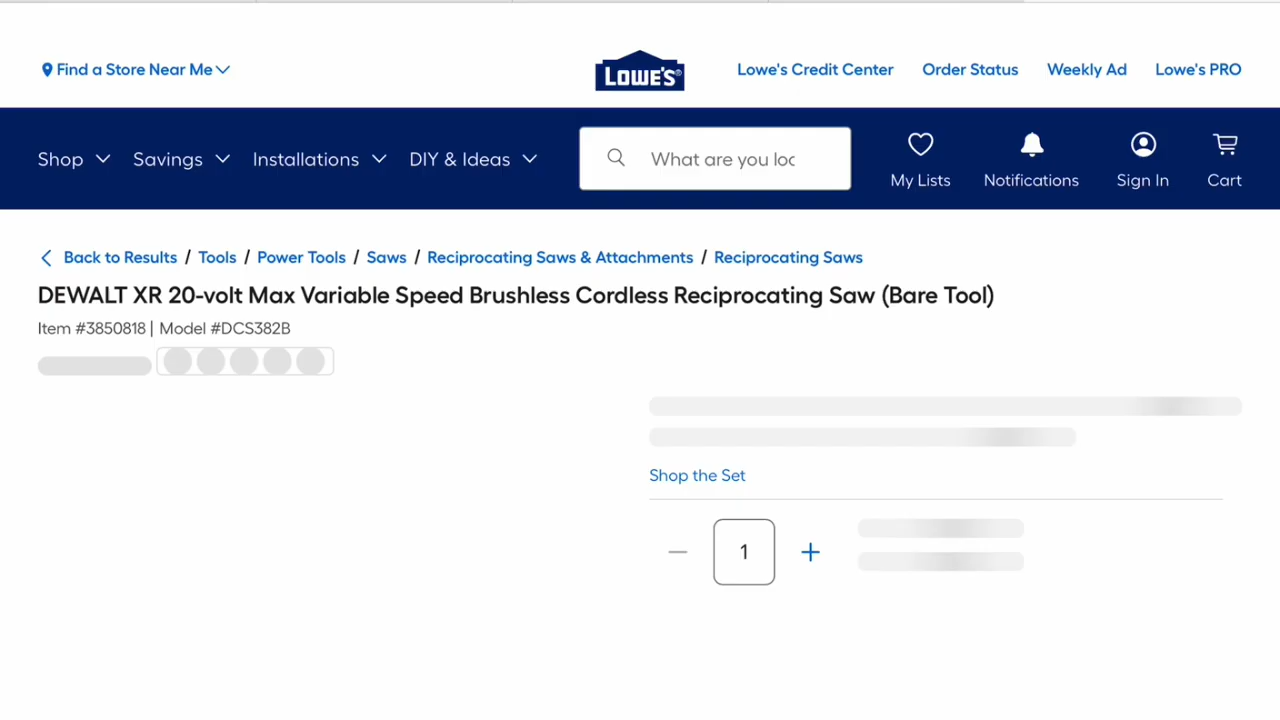 Find a Store Near Me
LOWE'S®
Lowe's Credit Center
Order Status
Weekly Ad
Lowe's PRO
Shop
Savings
Installations
DIY & Ideas
What are you loc
My Lists
Notifications
Sign In
Cart
Back to Results / Tools / Power Tools / Saws / Reciprocating Saws & Attachments / Reciprocating Saws
DEWALT XR 20-volt Max Variable Speed Brushless Cordless Reciprocating Saw (Bare Tool)
Item #3850818 | Model #DCS382B
Shop the Set
1